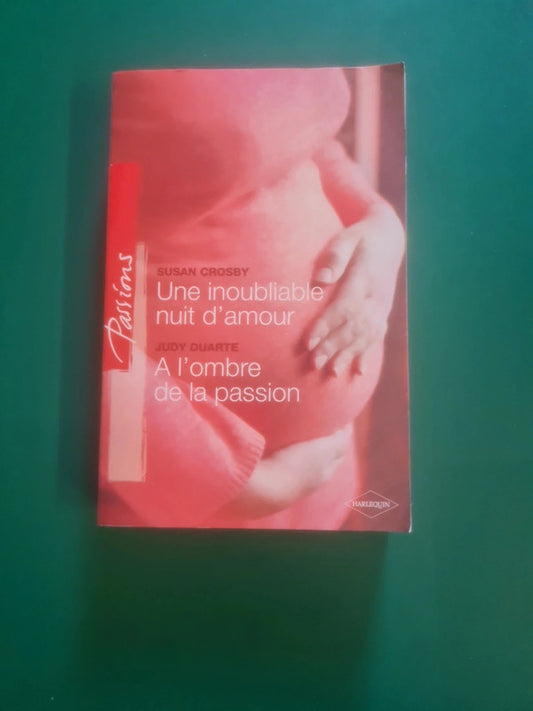 Passions
SUSAN CROSBY
Une inoubliable
nuit d'amour
JUDY DUARTE
A l'ombre
de la passion
HARLEQUIN